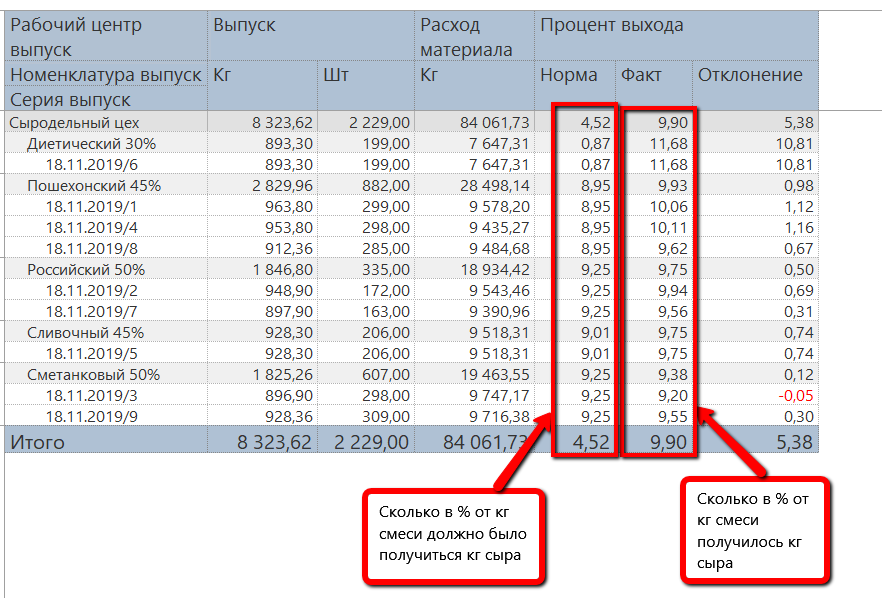 Рабочий центр выпуск Выпуск Расход материала Процент выхода
Номенклатура выпуск Кг Шт Кг Норма Факт Отклонение
Серия выпуск
Сыродельный цех 8 323,62 2 229,00 84 061,73 4,52 9,90 5,38
Диетический 30% 893,30 199,00 7 647,31 0,87 11,68 10,81
18.11.2019/6 893,30 199,00 7 647,31 0,87 11,68 10,81
Пошехонский 45% 2 829,96 882,00 28 498,14 8,95 9,93 0,98
18.11.2019/1 963,80 299,00 9 578,20 8,95 10,06 1,12
18.11.2019/4 953,80 298,00 9 435,27 8,95 10,11 1,16
18.11.2019/8 912,36 285,00 9 484,68 8,95 9,62 0,67
Российский 50% 1 846,80 335,00 18 934,42 9,25 9,75 0,50
18.11.2019/2 948,90 172,00 9 543,46 9,25 9,94 0,69
18.11.2019/7 897,90 163,00 9 390,96 9,25 9,56 0,31
Сливочный 45% 928,30 206,00 9 518,31 9,01 9,75 0,74
18.11.2019/5 928,30 206,00 9 518,31 9,01 9,75 0,74
Сметанковый 50% 1 825,26 607,00 19 463,55 9,25 9,38 0,12
18.11.2019/3 896,90 298,00 9 747,17 9,25 9,20 -0,05
18.11.2019/9 928,36 309,00 9 716,38 9,25 9,55 0,30
Итого 8 323,62 2 229,00 84 061,73 4,52 9,90 5,38
Сколько в % от кг
смеси должно было
получиться кг сыра
Сколько в % от
кг смеси
получилось кг
сыра